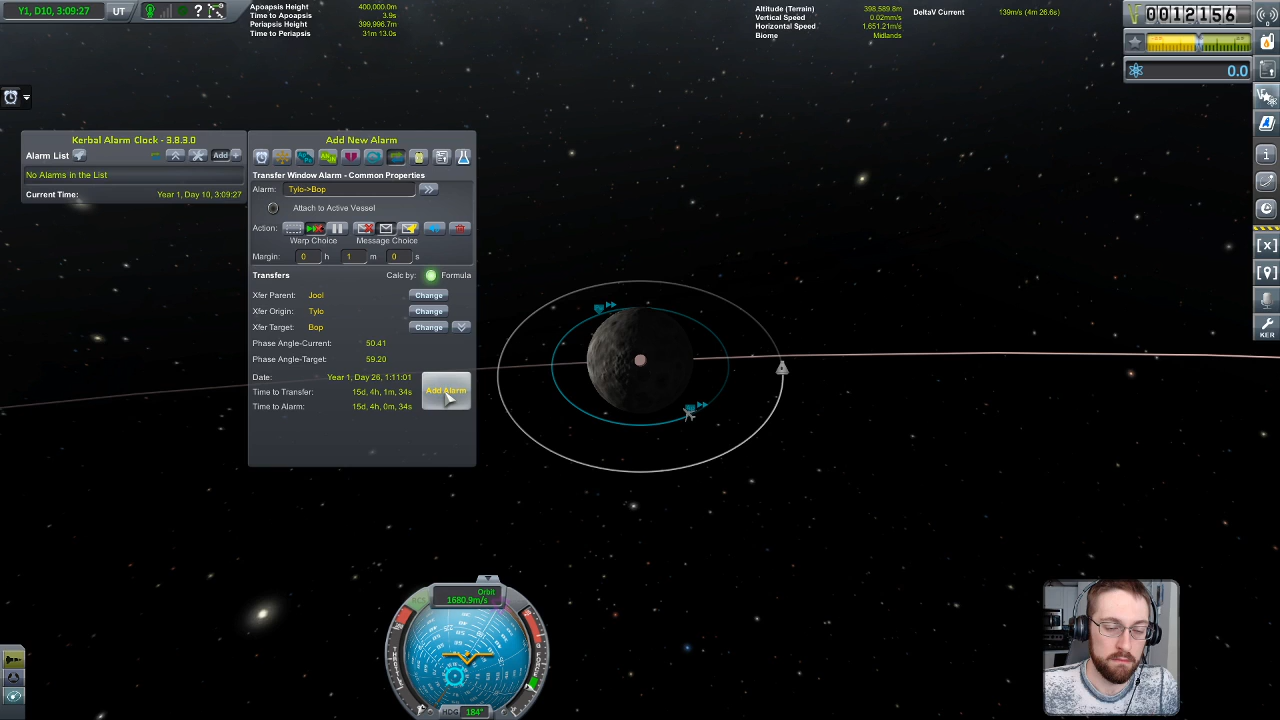 Y1, D10, 3:09:27 UT
Apoapsis Height 400,000.0m
Time to Apoapsis 3.9s
Periapsis Height 399,996.7m
Time to Periapsis 31m 13.0s
Altitude (Terrain) 398,589.8m
Vertical Speed 0.02mm/s
Horizontal Speed 1,651.21m/s
Biome Midlands
DeltaV Current 139m/s (4m 26.6s)
0012156
0.0
Kerbal Alarm Clock - 3.8.3.0
Alarm List Add +
No Alarms in the List
Current Time: Year 1, Day 10, 3:09:27
Add New Alarm
Transfer Window Alarm - Common Properties
Alarm: Tylo->Bop
Attach to Active Vessel
Action:
Warp Choice Message Choice
Margin: 0 h 1 m 0 s
Transfers Calc by: Formula
Xfer Parent: Jool Change
Xfer Origin: Tylo Change
Xfer Target: Bop Change
Phase Angle-Current: 50.41
Phase Angle-Target: 59.20
Date: Year 1, Day 26, 1:11:01
Time to Transfer: 15d, 4h, 1m, 34s
Time to Alarm: 15d, 4h, 0m, 34s
Add Alarm
Orbit
1680.9m/s
HDG 184°
KER